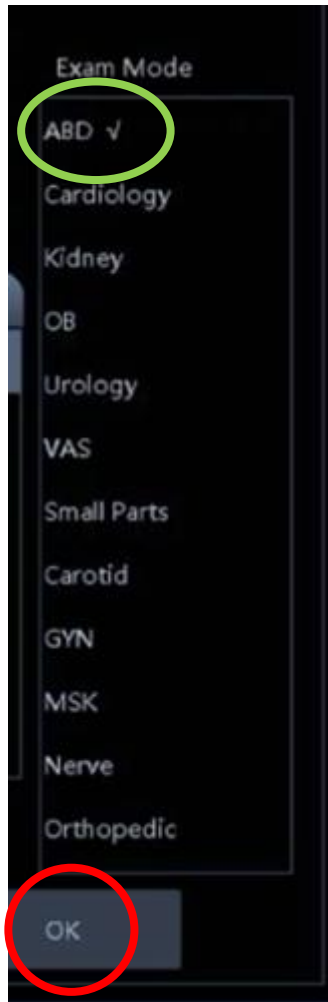 Exam Mode
ABD √
Cardiology
Kidney
OB
Urology
VAS
Small Parts
Carotid
GYN
MSK
Nerve
Orthopedic
OK